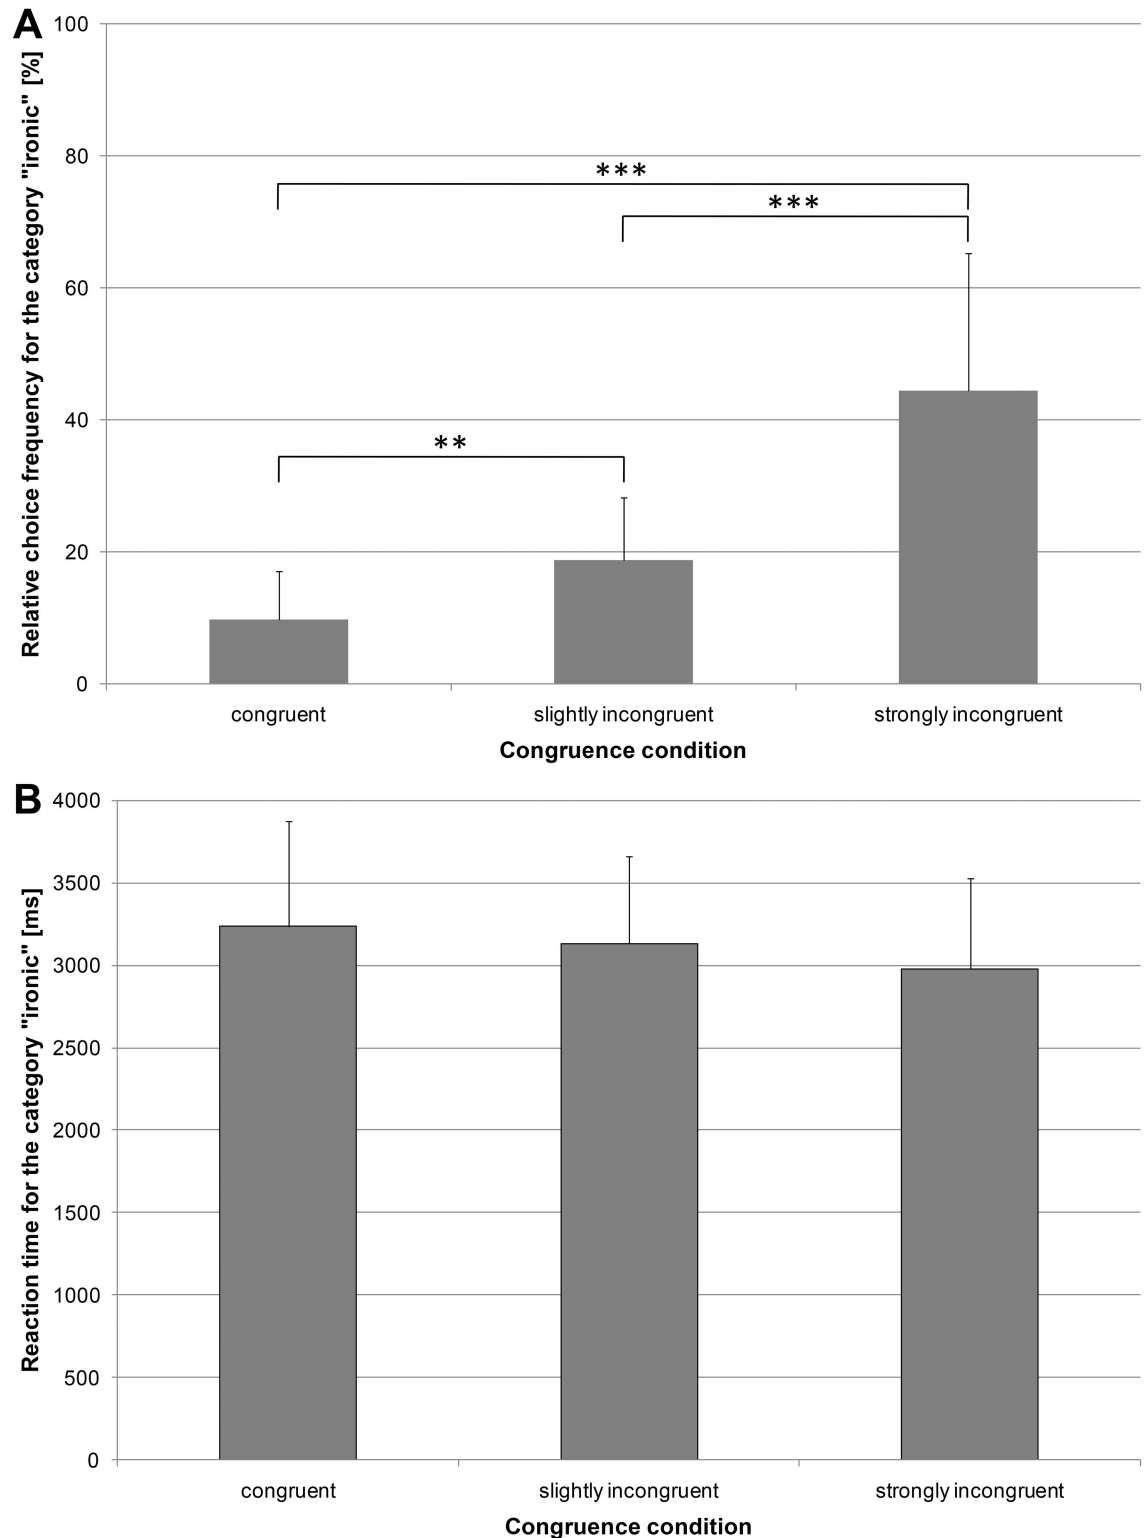 A
Relative choice frequency for the category "ironic" [%]
100
80
60
40
20
0
***
***
**
congruent
slightly incongruent
strongly incongruent
Congruence condition
B
Reaction time for the category "ironic" [ms]
4000
3500
3000
2500
2000
1500
1000
500
0
congruent
slightly incongruent
strongly incongruent
Congruence condition